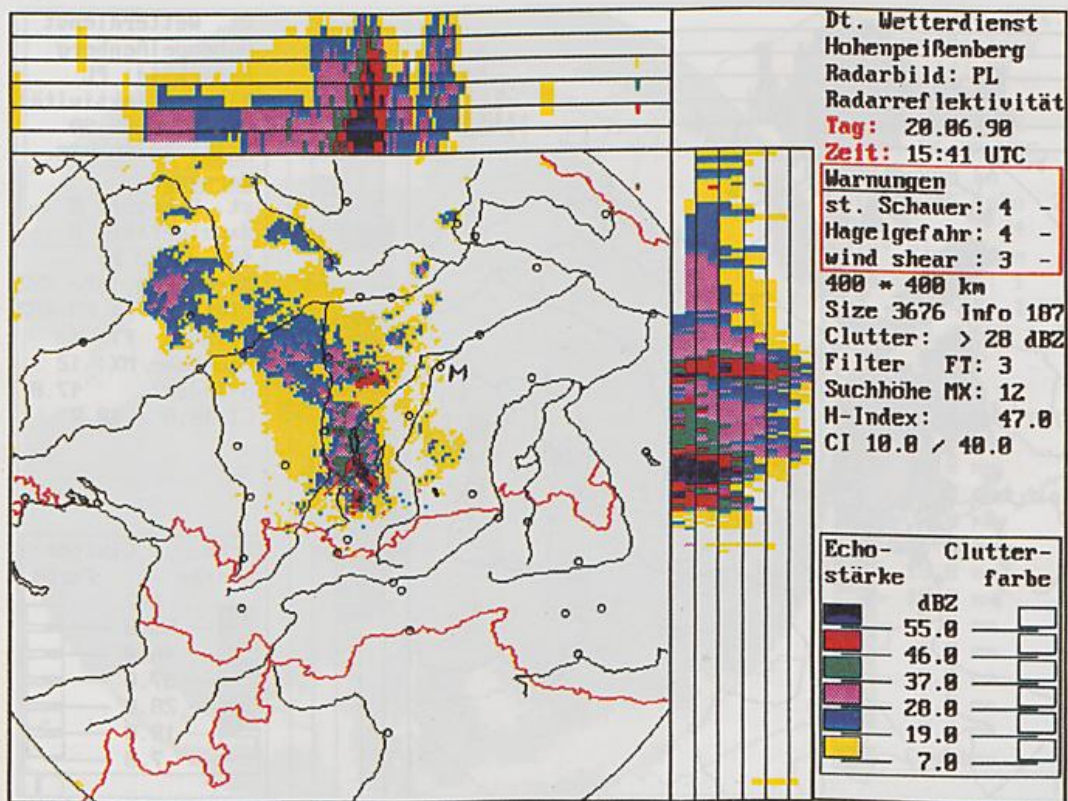 Dt. Wetterdienst
Hohenpeißenberg
Radarbild: PL
Radarreflektivität
Tag: 20.06.90
Zeit: 15:41 UTC
Warnungen
st. Schauer: 4 -
Hagelgefahr: 4 -
wind shear : 3 -
400 * 400 km
Size 3676 Info 187
Clutter: > 28 dBZ
Filter FT: 3
Suchhöhe MX: 12
H-Index: 47.0
CI 10.0 / 40.0
M
Echo- Clutter-
stärke farbe
dBZ
55.0
46.0
37.0
28.0
19.0
7.0